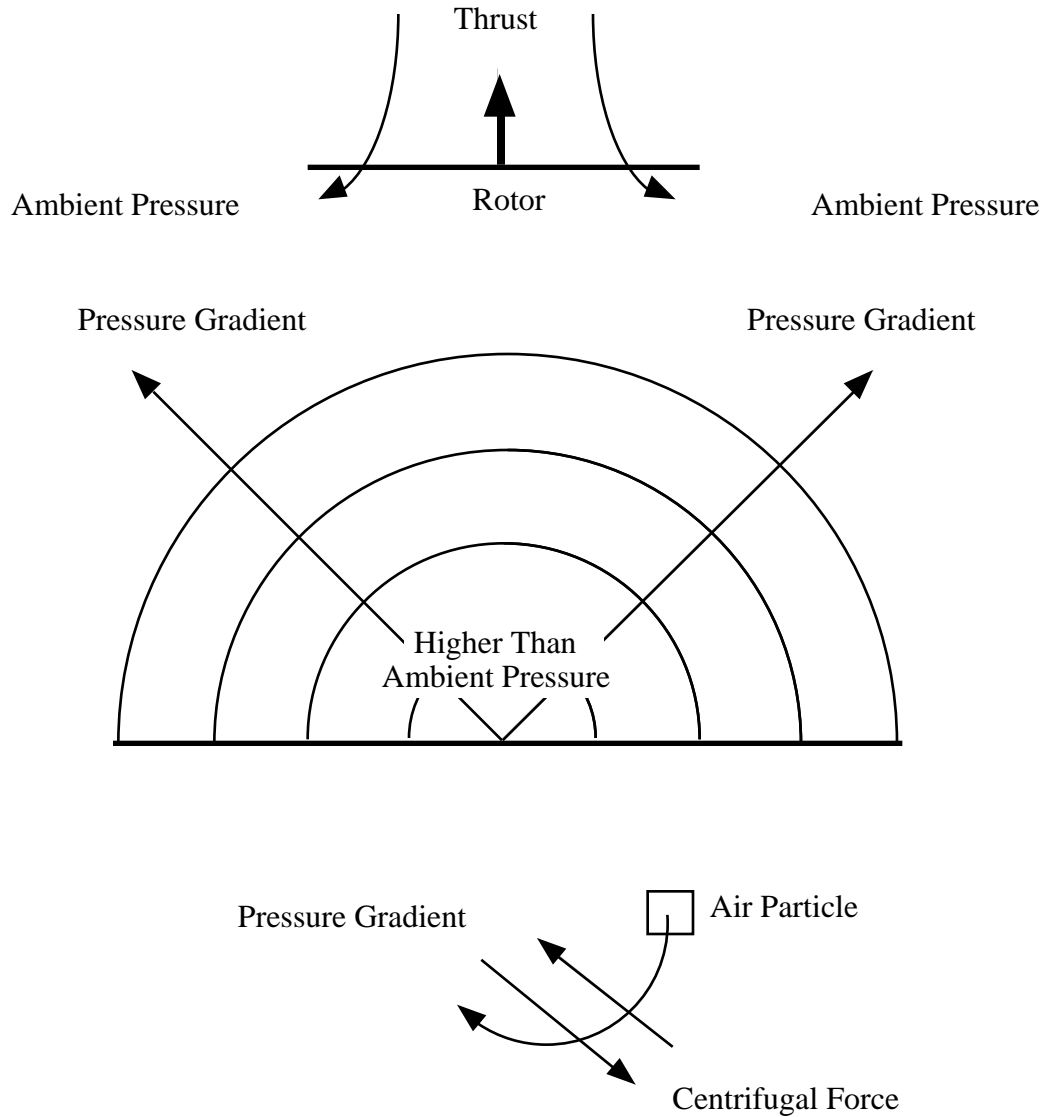 Thrust
Rotor
Ambient Pressure
Ambient Pressure
Pressure Gradient
Pressure Gradient
Higher Than
Ambient Pressure
Pressure Gradient
Air Particle
Centrifugal Force